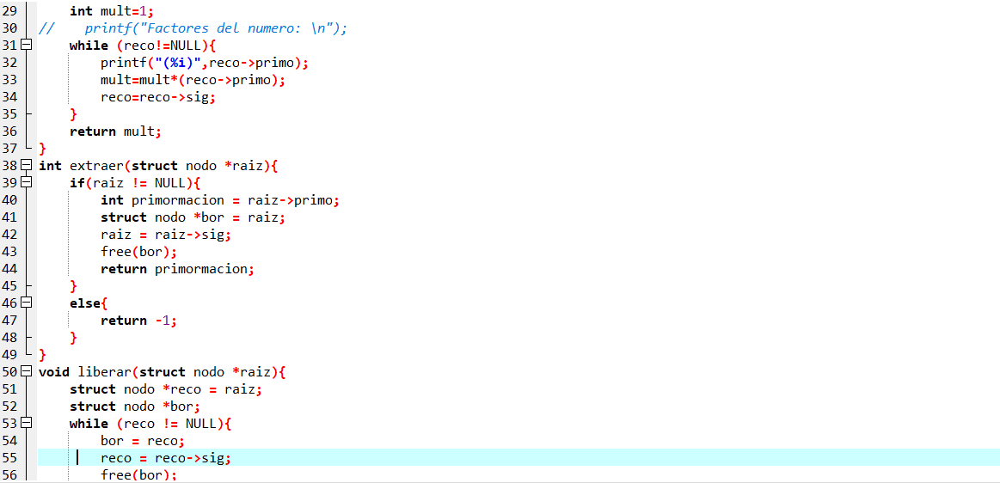 29 int mult=1;
30 // printf("Factores del numero: \n");
31 while (reco!=NULL){
32 printf("(%i)",reco->primo);
33 mult=mult*(reco->primo);
34 reco=reco->sig;
35 }
36 return mult;
37 }
38 int extraer(struct nodo *raiz){
39 if(raiz != NULL){
40 int primormacion = raiz->primo;
41 struct nodo *bor = raiz;
42 raiz = raiz->sig;
43 free(bor);
44 return primormacion;
45 }
46 else{
47 return -1;
48 }
49 }
50 void liberar(struct nodo *raiz){
51 struct nodo *reco = raiz;
52 struct nodo *bor;
53 while (reco != NULL){
54 bor = reco;
55 reco = reco->sig;
56 free(bor);